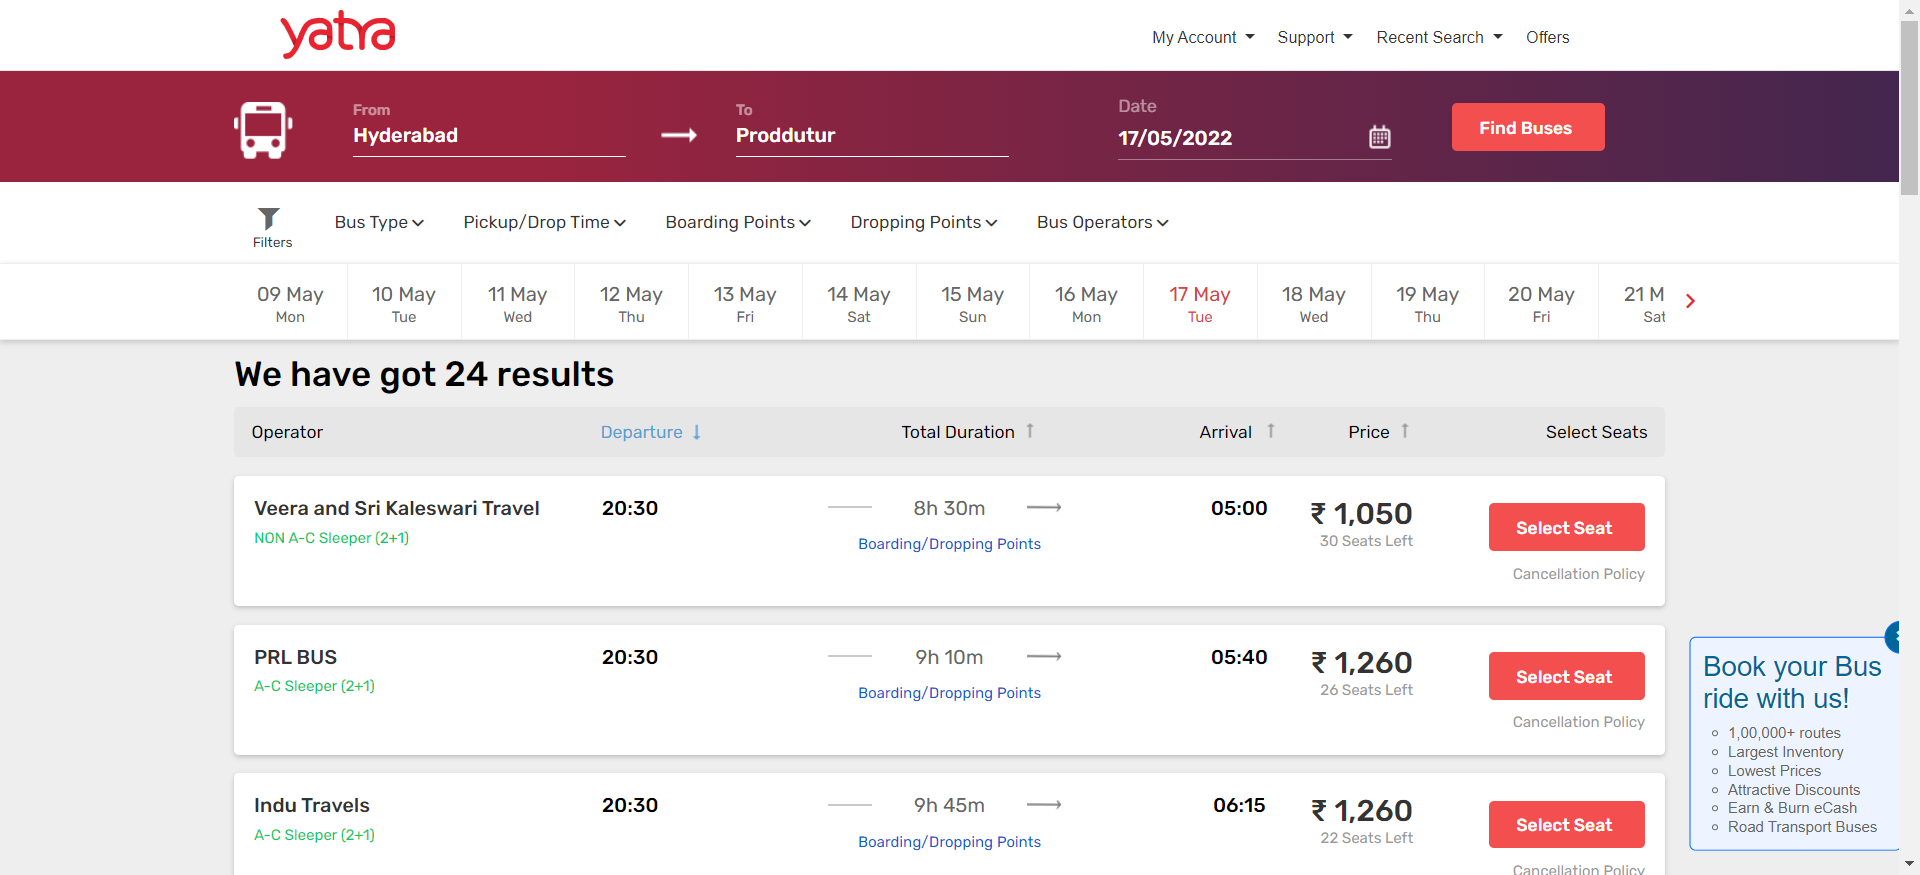 yatra
My Account
Support
Recent Search
Offers
From
Hyderabad
To
Proddutur
Date
17/05/2022
Find Buses
Filters
Bus Type
Pickup/Drop Time
Boarding Points
Dropping Points
Bus Operators
09 May
Mon
10 May
Tue
11 May
Wed
12 May
Thu
13 May
Fri
14 May
Sat
15 May
Sun
16 May
Mon
17 May
Tue
18 May
Wed
19 May
Thu
20 May
Fri
21 M
Sat
We have got 24 results
Operator
Departure
Total Duration
Arrival
Price
Select Seats
Veera and Sri Kaleswari Travel
NON A-C Sleeper (2+1)
20:30
8h 30m
Boarding/Dropping Points
05:00
₹ 1,050
30 Seats Left
Select Seat
Cancellation Policy
PRL BUS
A-C Sleeper (2+1)
20:30
9h 10m
Boarding/Dropping Points
05:40
₹ 1,260
26 Seats Left
Select Seat
Cancellation Policy
Indu Travels
A-C Sleeper (2+1)
20:30
9h 45m
Boarding/Dropping Points
06:15
₹ 1,260
22 Seats Left
Select Seat
Cancellation Policy
Book your Bus
ride with us!
1,00,000+ routes
Largest Inventory
Lowest Prices
Attractive Discounts
Earn & Burn eCash
Road Transport Buses